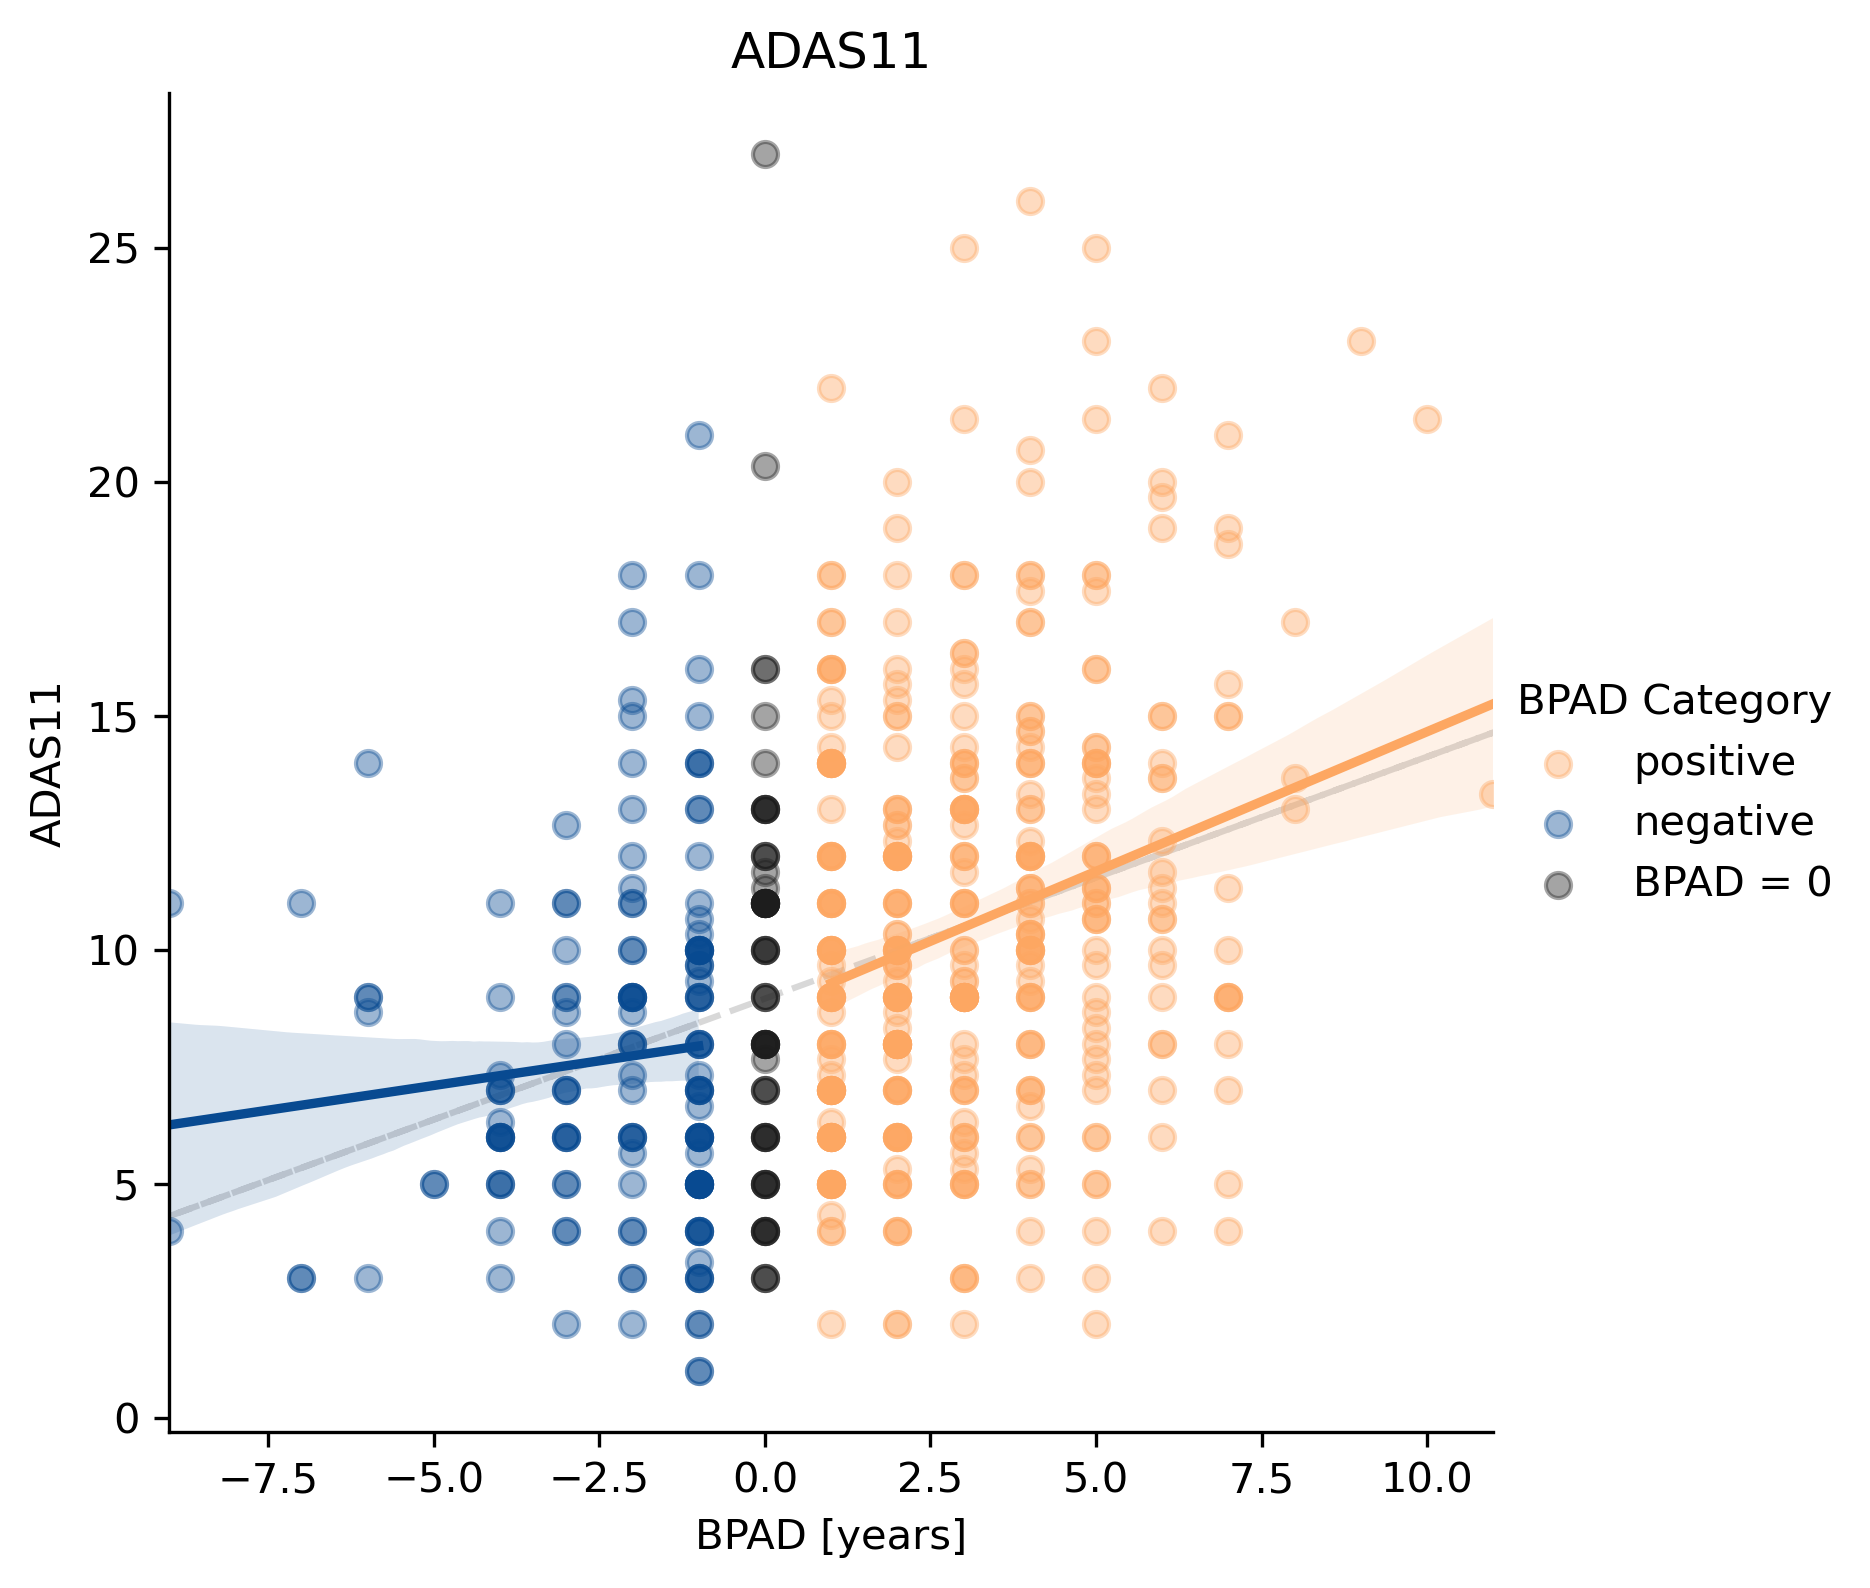 ADAS11
25
20
15
10
5
0
ADAS11
−7.5 −5.0 −2.5 0.0 2.5 5.0 7.5 10.0
BPAD [years]
BPAD Category
positive
negative
BPAD = 0